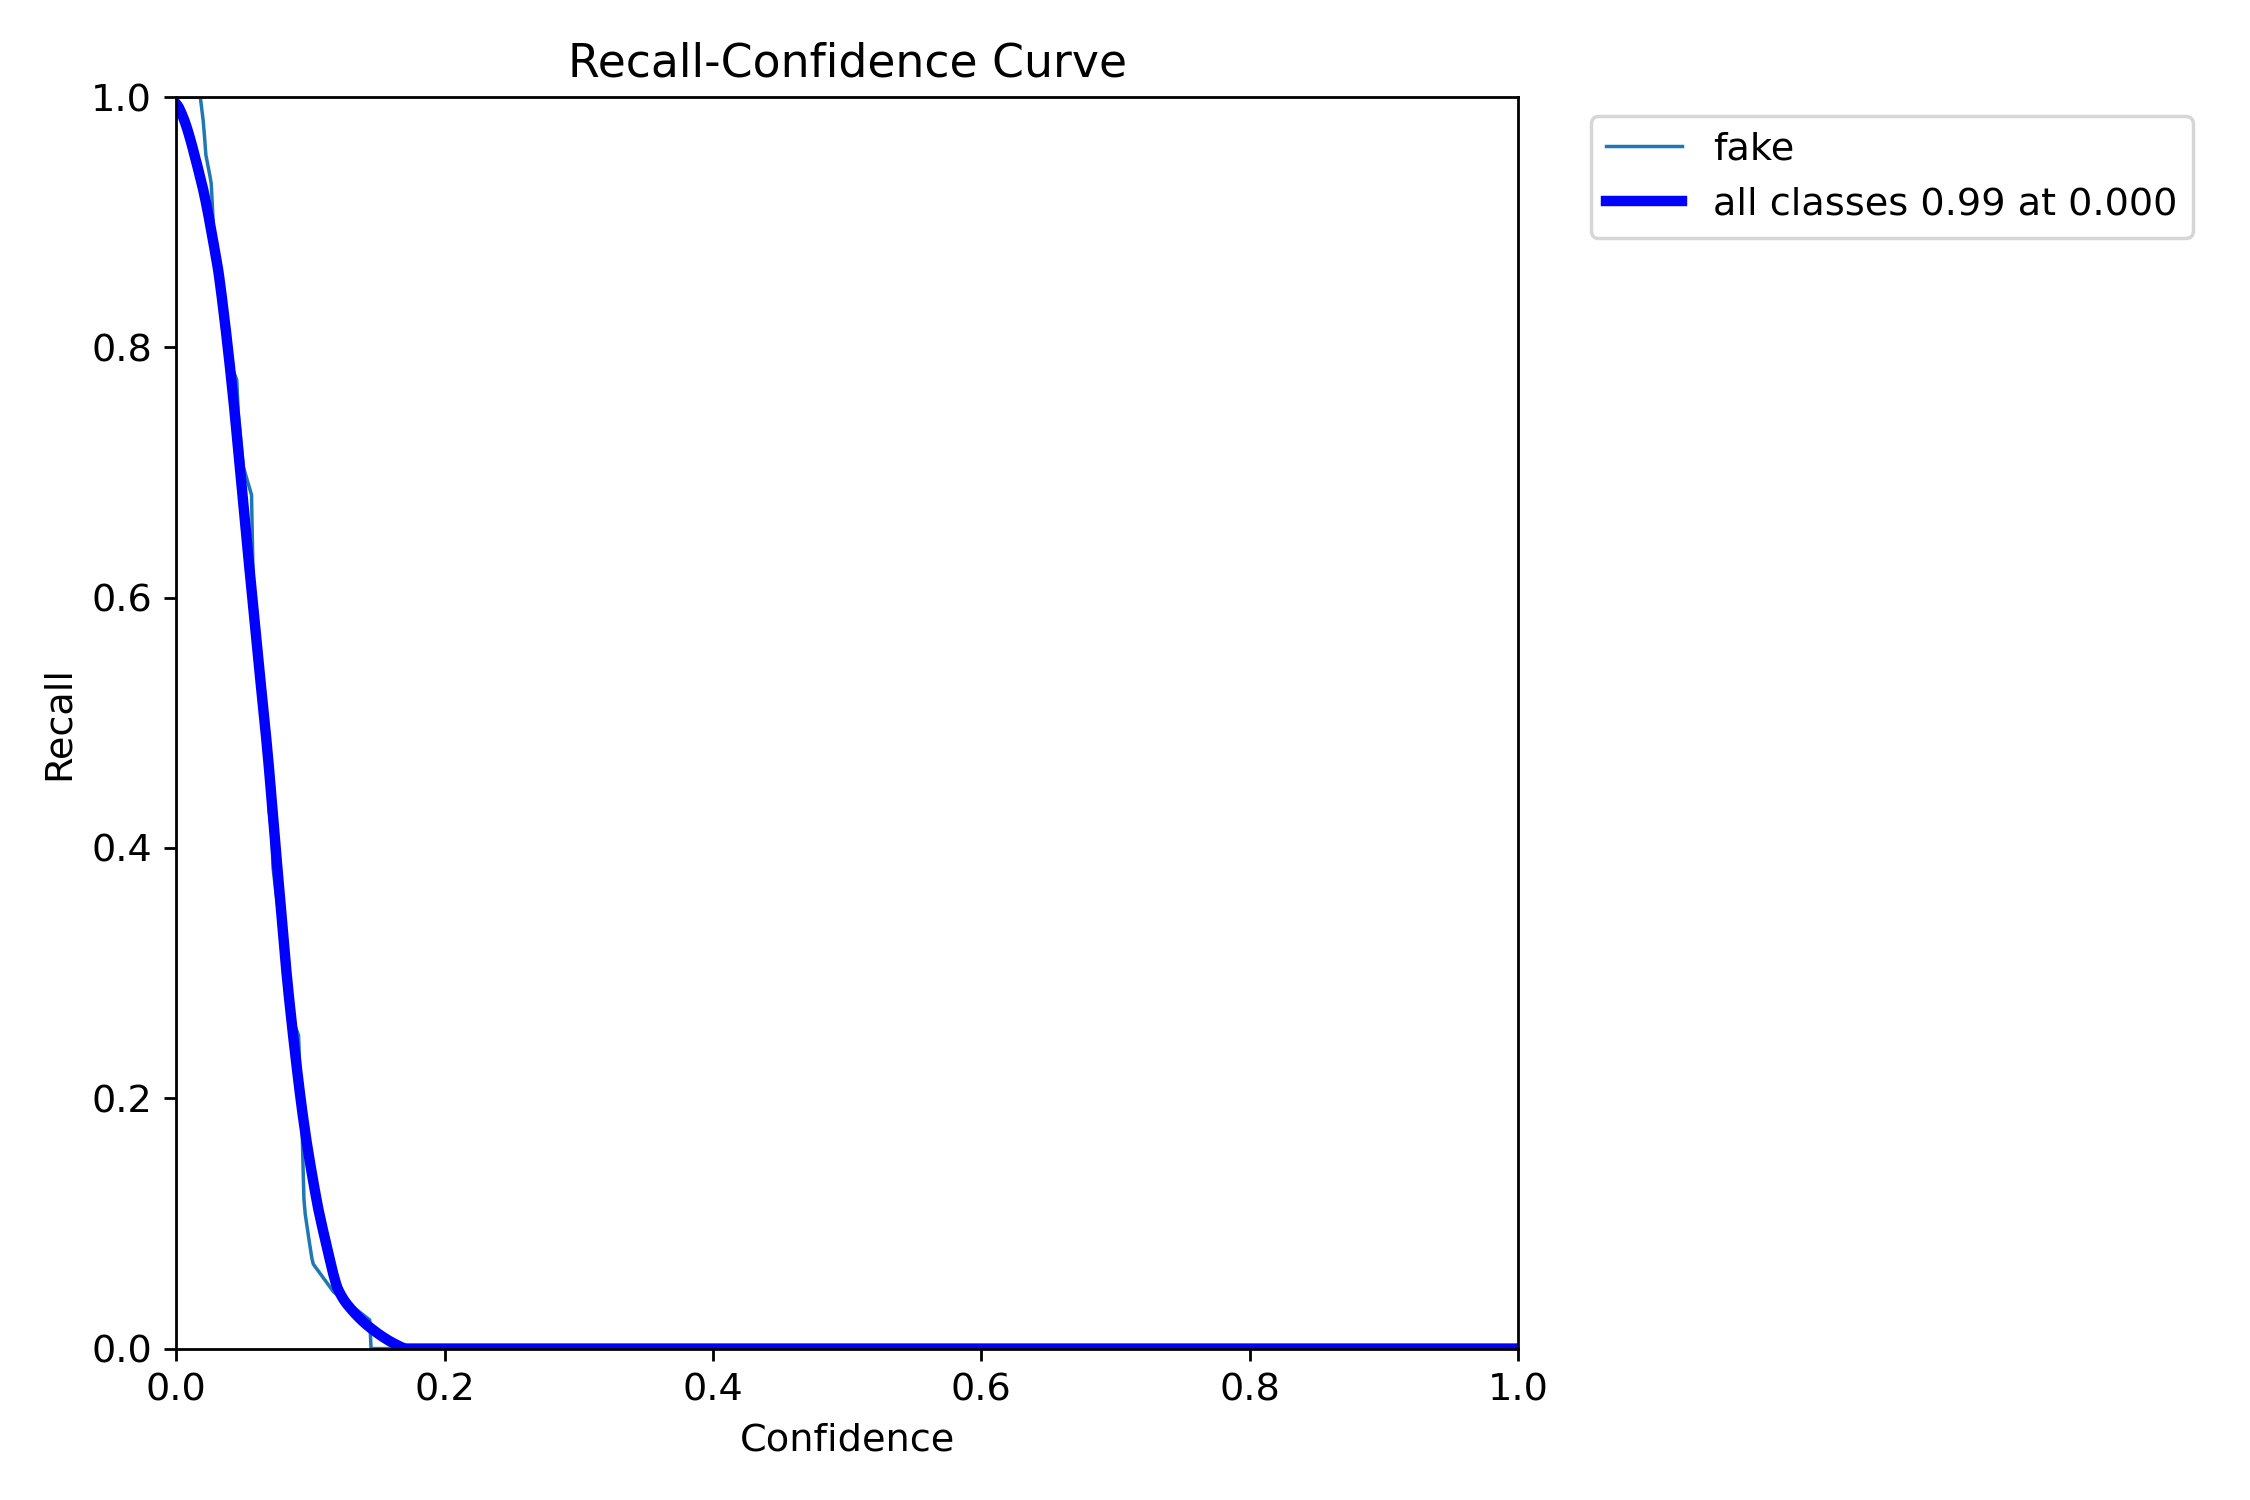 Recall-Confidence Curve
fake
all classes 0.99 at 0.000
1.0
0.8
0.6
0.4
0.2
0.0
Recall
0.0 0.2 0.4 0.6 0.8 1.0
Confidence